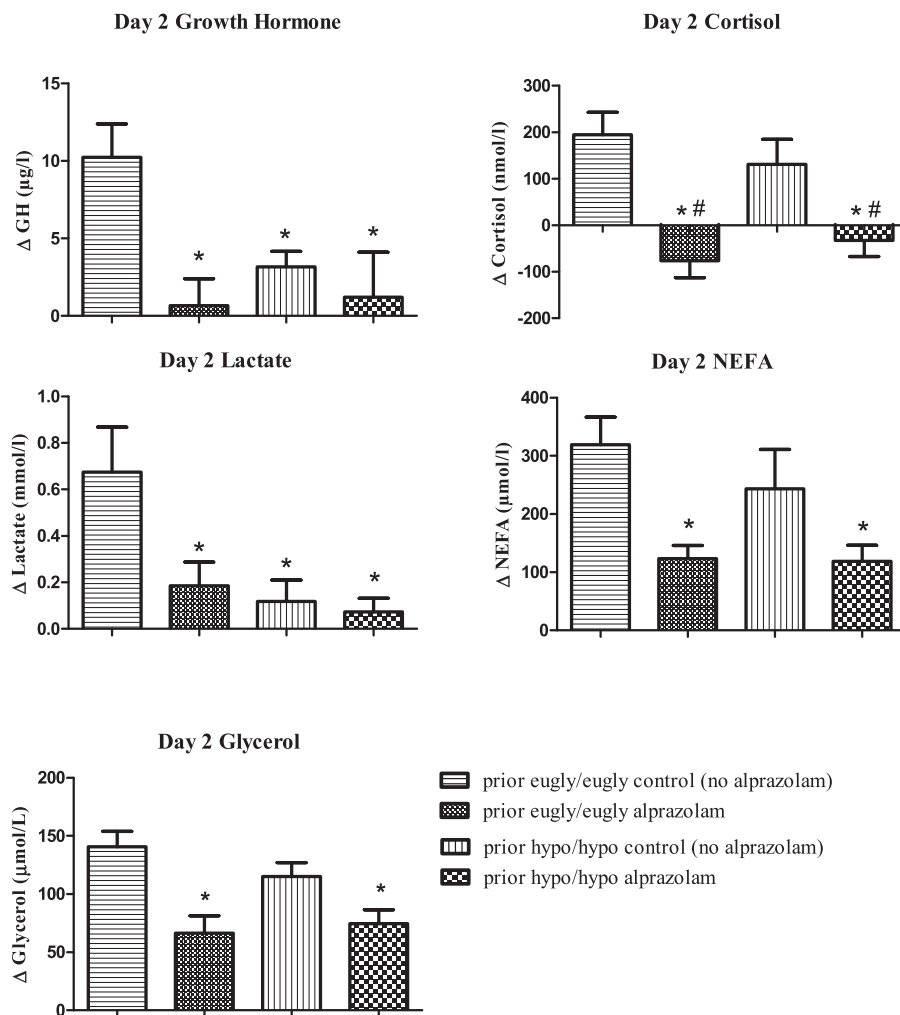 Day 2 Growth Hormone
Δ GH (μg/l)
15
10
5
0
*
*
*
Day 2 Cortisol
Δ Cortisol (nmol/l)
300
200
100
0
-100
-200
* #
* #
Day 2 Lactate
Δ Lactate (mmol/l)
1.0
0.8
0.6
0.4
0.2
0.0
*
*
*
Day 2 NEFA
Δ NEFA (μmol/l)
400
300
200
100
0
*
*
Day 2 Glycerol
Δ Glycerol (μmol/L)
200
150
100
50
0
*
*
prior eugly/eugly control (no alprazolam)
prior eugly/eugly alprazolam
prior hypo/hypo control (no alprazolam)
prior hypo/hypo alprazolam